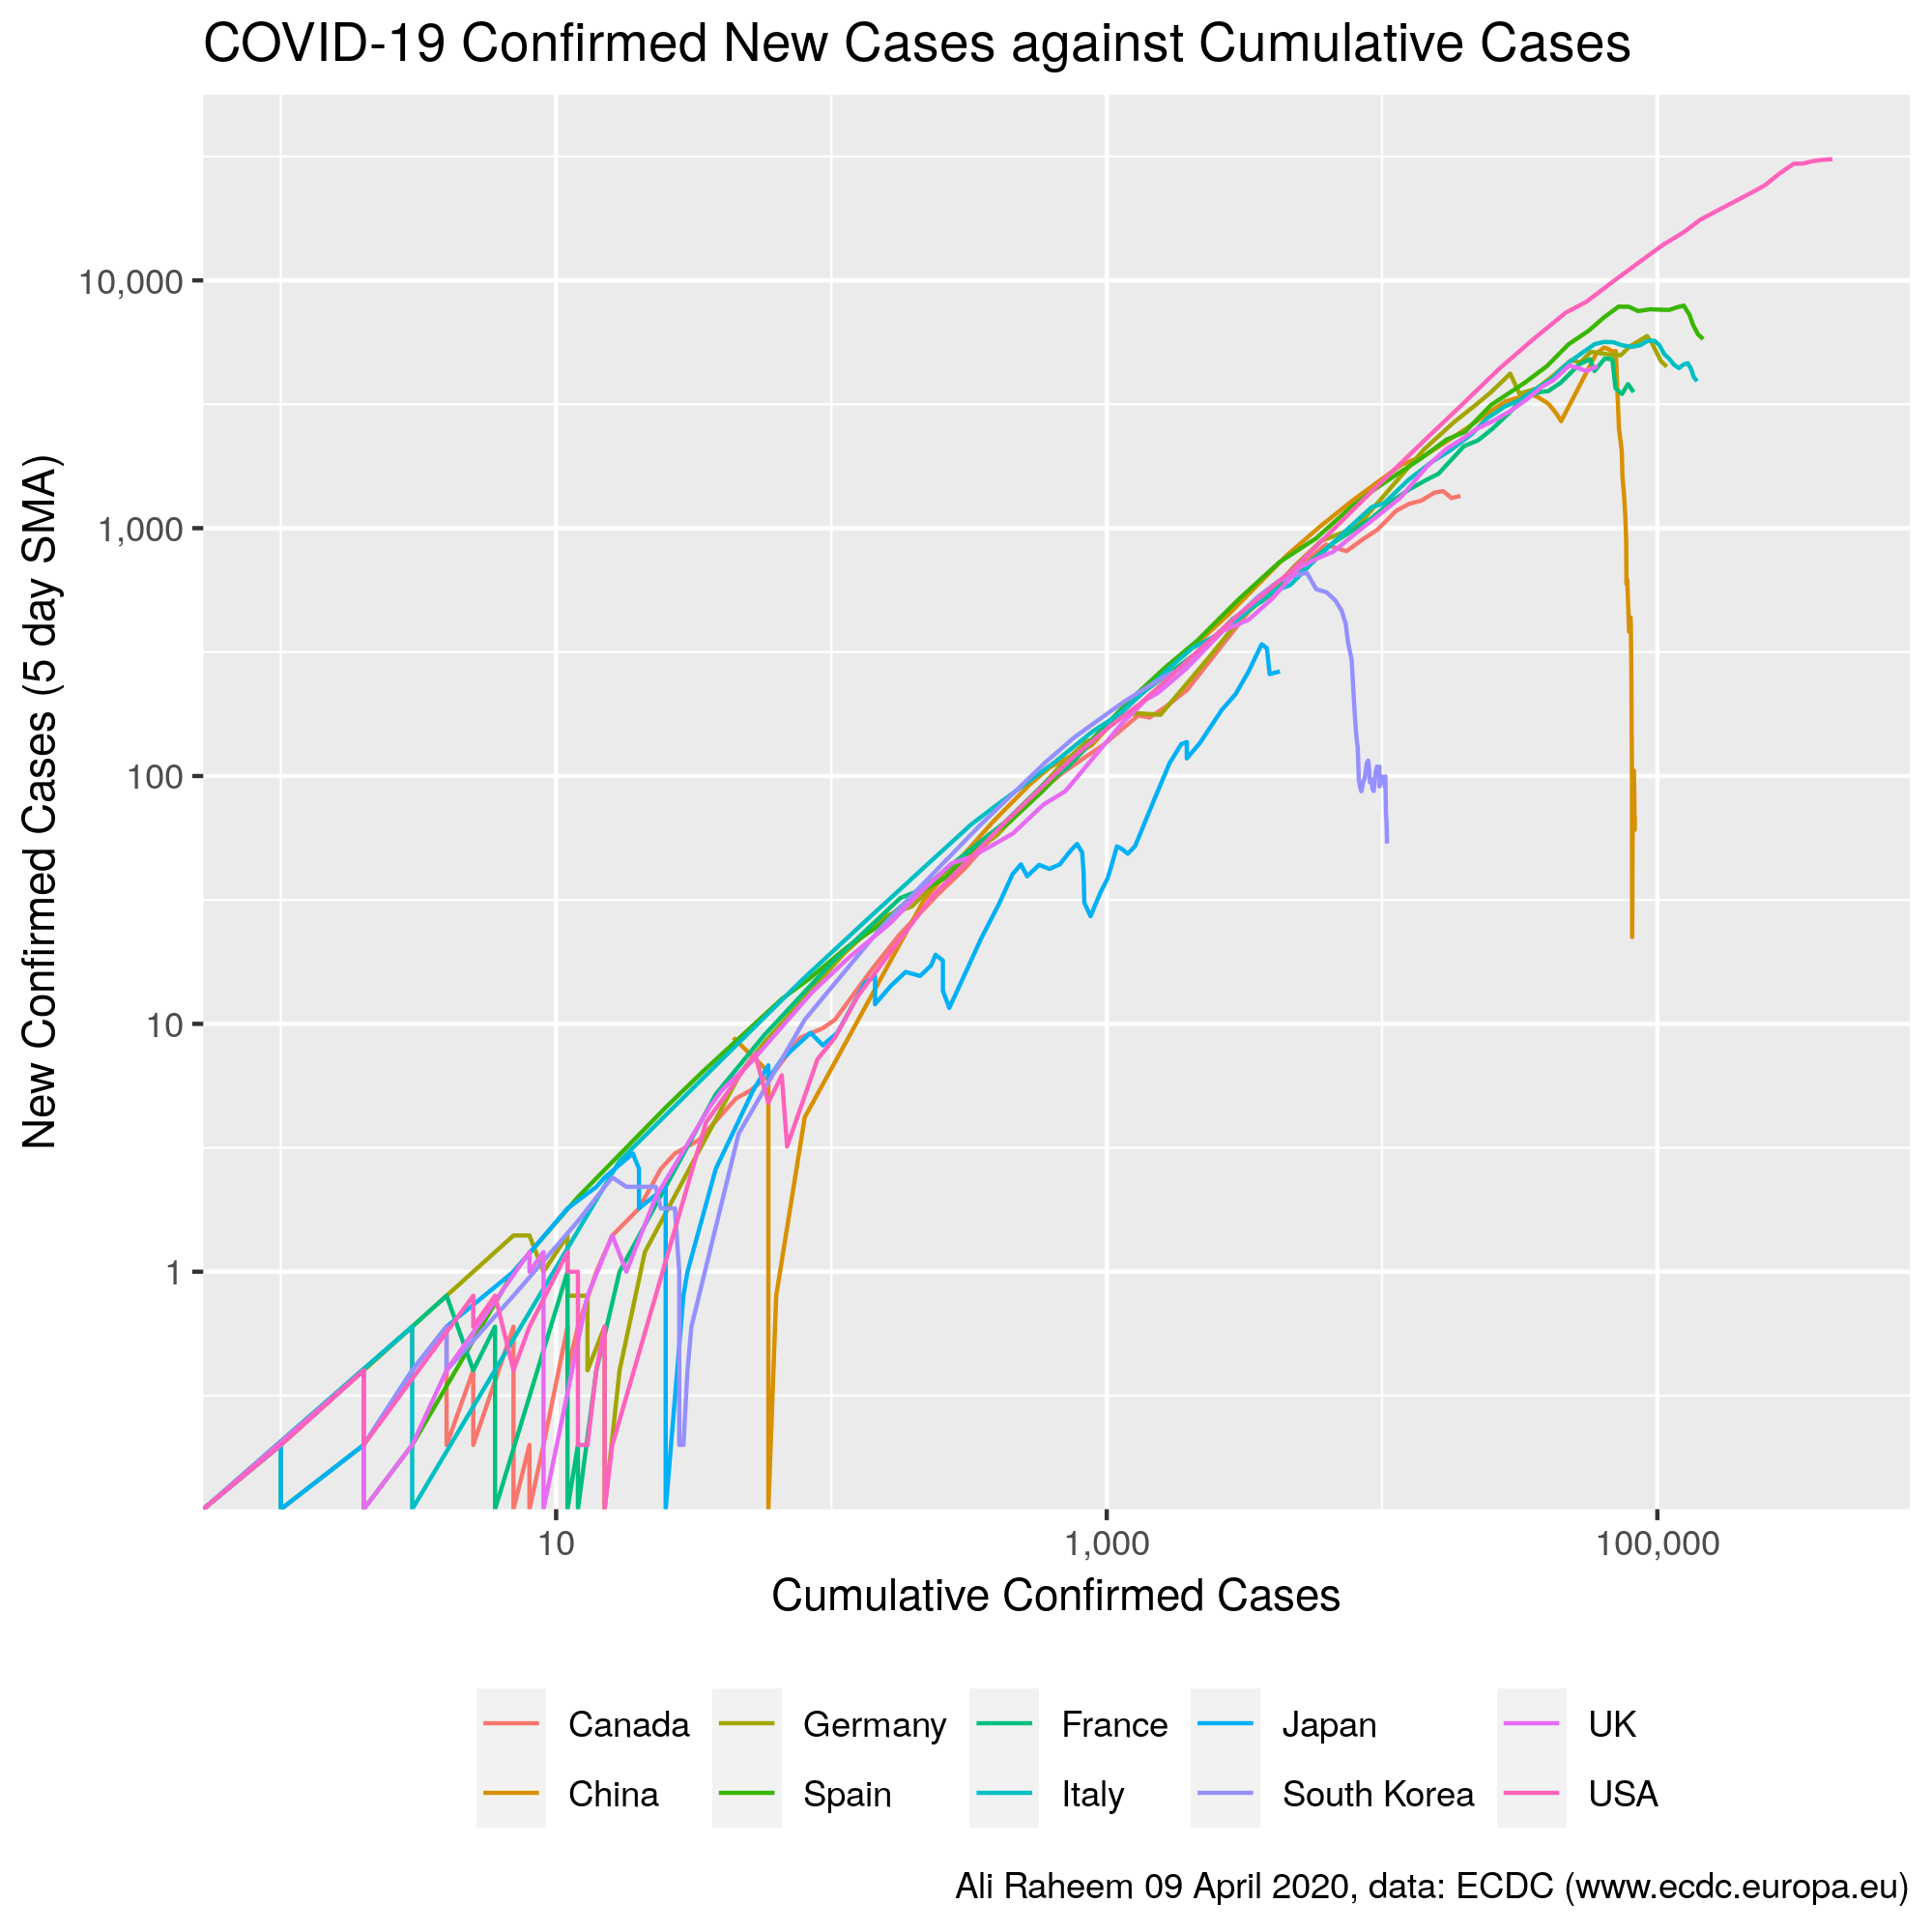 COVID-19 Confirmed New Cases against Cumulative Cases
New Confirmed Cases (5 day SMA)
10,000
1,000
100
10
1
10 1,000 100,000
Cumulative Confirmed Cases
Canada Germany France Japan UK
China Spain Italy South Korea USA
Ali Raheem 09 April 2020, data: ECDC (www.ecdc.europa.eu)